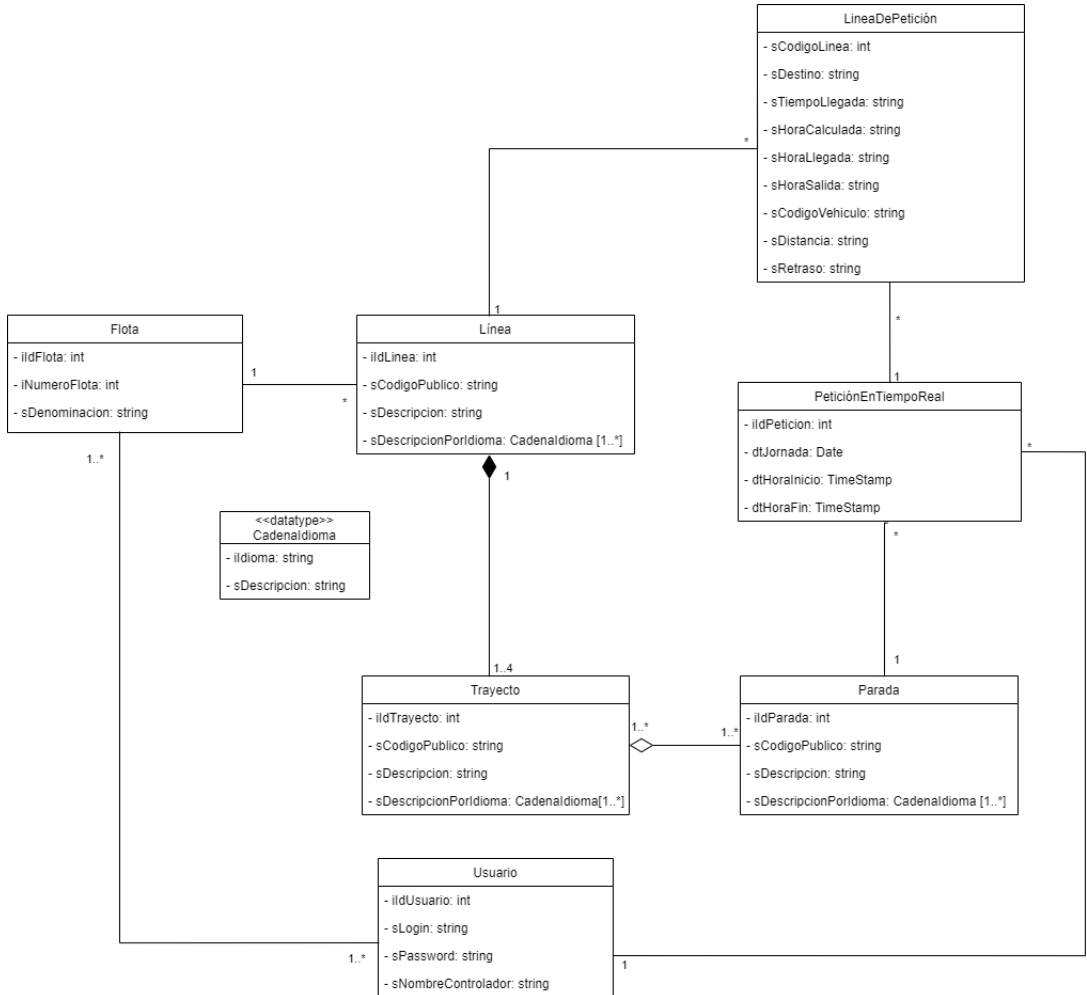 LineaDePetición
- sCodigoLinea: int
- sDestino: string
- sTiempoLlegada: string
- sHoraCalculada: string
- sHoraLlegada: string
- sHoraSalida: string
- sCodigoVehiculo: string
- sDistancia: string
- sRetraso: string
*
*
1
1
Flota
- iIdFlota: int
- iNumeroFlota: int
- sDenominacion: string
1
*
1..*
Línea
- iIdLinea: int
- sCodigoPublico: string
- sDescripcion: string
- sDescripcionPorIdioma: CadenaIdioma [1..*]
1
PeticiónEnTiempoReal
- iIdPeticion: int
- dtJornada: Date
- dtHoraInicio: TimeStamp
- dtHoraFin: TimeStamp
*
*
<<datatype>>
CadenaIdioma
- iIdioma: string
- sDescripcion: string
1..4
1
Trayecto
- iIdTrayecto: int
- sCodigoPublico: string
- sDescripcion: string
- sDescripcionPorIdioma: CadenaIdioma[1..*]
1..*
1..*
Parada
- iIdParada: int
- sCodigoPublico: string
- sDescripcion: string
- sDescripcionPorIdioma: CadenaIdioma [1..*]
Usuario
- iIdUsuario: int
- sLogin: string
- sPassword: string
- sNombreControlador: string
1..*
1